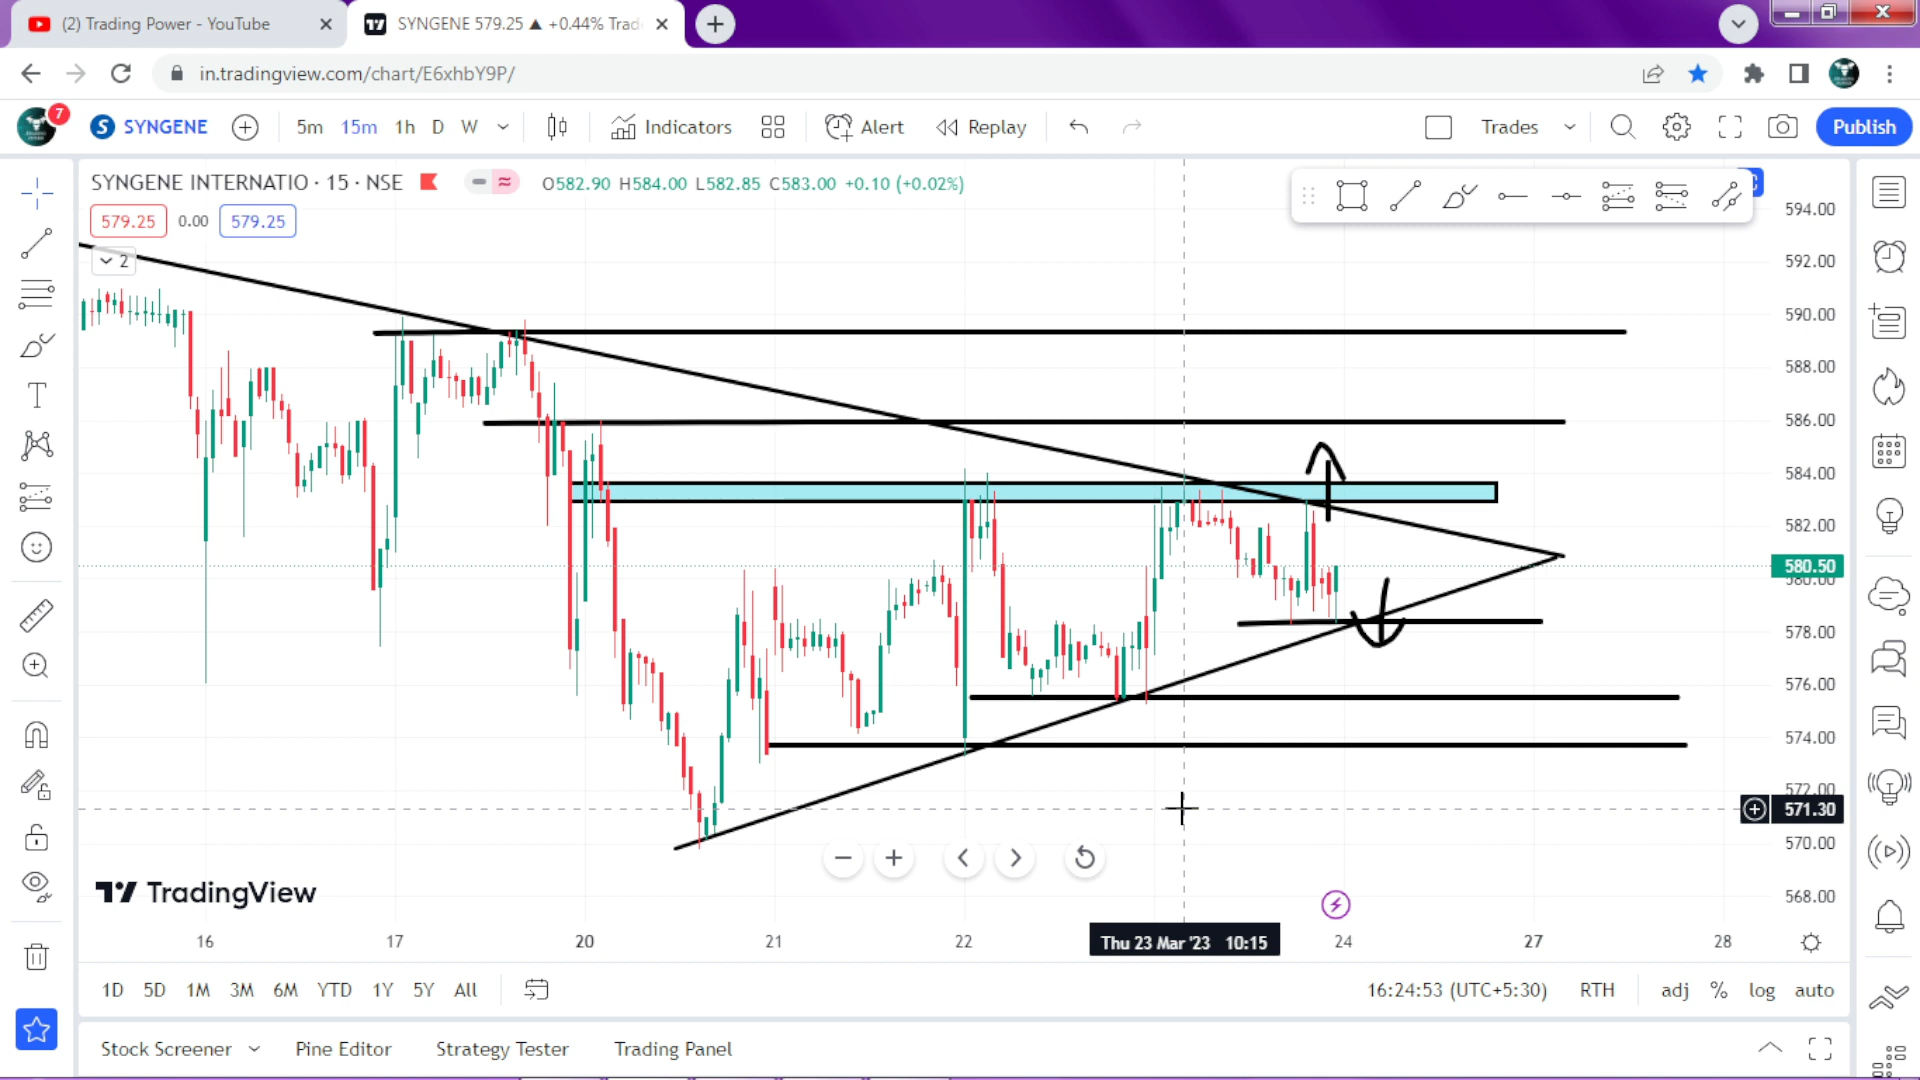 (2) Trading Power - YouTube
SYNGENE 579.25 ▲ +0.44% Trad
in.tradingview.com/chart/E6xhbY9P/
7
S SYNGENE
5m 15m 1h D W
Indicators
Alert
Replay
Trades
Publish
SYNGENE INTERNATIO · 15 · NSE
O582.90 H584.00 L582.85 C583.00 +0.10 (+0.02%)
579.25 0.00 579.25
2
594.00
592.00
590.00
588.00
586.00
584.00
582.00
580.50
580.00
578.00
576.00
574.00
572.00
571.30
570.00
568.00
TradingView
16 17 20 21 22 Thu 23 Mar '23 10:15 24 27 28
1D 5D 1M 3M 6M YTD 1Y 5Y All
16:24:53 (UTC+5:30) RTH adj % log auto
Stock Screener Pine Editor Strategy Tester Trading Panel